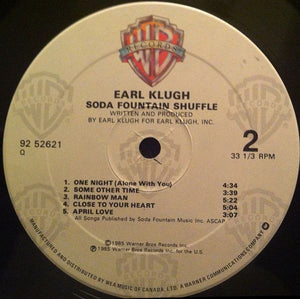 WB
RECORDS
EARL KLUGH
SODA FOUNTAIN SHUFFLE
WRITTEN AND PRODUCED
BY EARL KLUGH FOR EARL KLUGH, INC.
92 52621
Q
2
33 1/3 RPM
1. ONE NIGHT (Alone With You) 4:34
2. SOME OTHER TIME 3:39
3. RAINBOW MAN 5:22
4. CLOSE TO YOUR HEART 5:04
5. APRIL LOVE 3:07
All Songs Published by Soda Fountain Music Inc. ASCAP
©1985 Warner Bros Records Inc.
℗1985 Warner Bros Records Inc. for the U.S.
MANUFACTURED AND DISTRIBUTED BY WEA MUSIC OF CANADA, LTD. A WARNER COMMUNICATIONS COMPANY